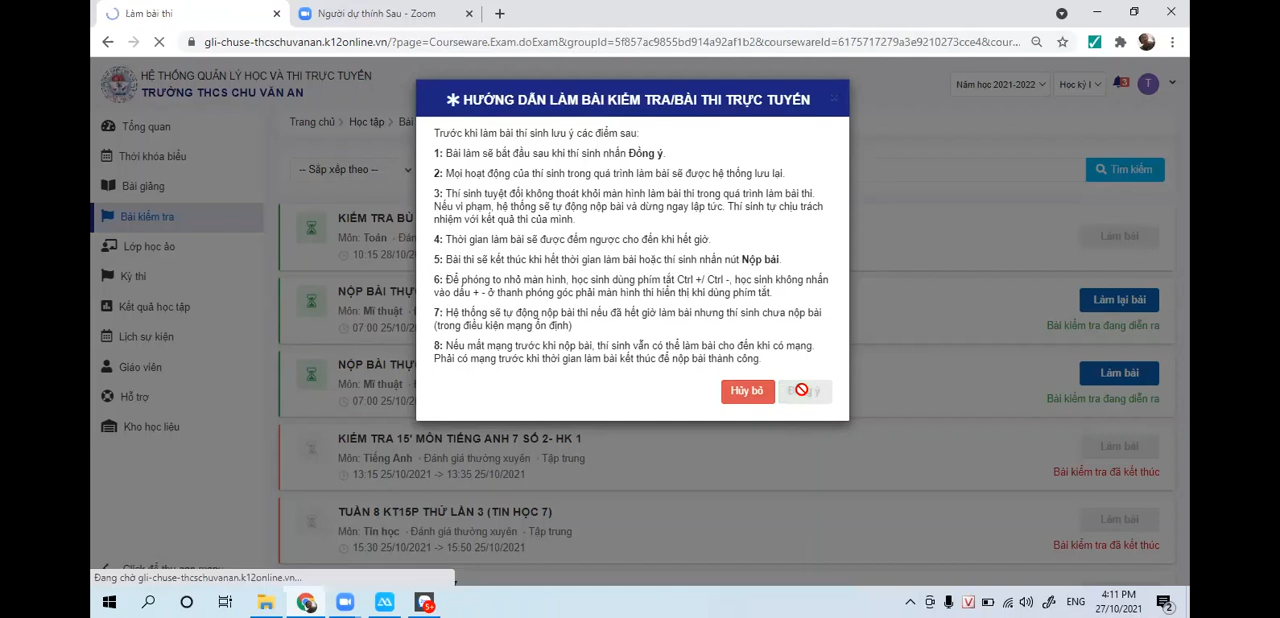 Làm bài thi
Người dự thính Sau - Zoom
gli-chuse-thcschuvanan.k12online.vn/?page=Courseware.Exam.doExam&groupId=5f857ac9855bd914a92af1b2&coursewareId=6175717279a3e9210273cce4&cour...
HỆ THỐNG QUẢN LÝ HỌC VÀ THI TRỰC TUYẾN
TRƯỜNG THCS CHU VĂN AN
Năm học 2021-2022
Học kỳ I
3
T
Tổng quan
Thời khóa biểu
Bài giảng
Bài kiểm tra
Lớp học ảo
Kỳ thi
Kết quả học tập
Lịch sự kiện
Giáo viên
Hỗ trợ
Kho học liệu
Trang chủ › Học tập › Bài
-- Sắp xếp theo --
Tìm kiếm
HƯỚNG DẪN LÀM BÀI KIỂM TRA/BÀI THI TRỰC TUYẾN
Trước khi làm bài thí sinh lưu ý các điểm sau:
1: Bài làm sẽ bắt đầu sau khi thí sinh nhấn Đồng ý.
2: Mọi hoạt động của thí sinh trong quá trình làm bài sẽ được hệ thống lưu lại.
3: Thí sinh tuyệt đối không thoát khỏi màn hình làm bài thi trong quá trình làm bài thi.
Nếu vi phạm, hệ thống sẽ tự động nộp bài và dừng ngay lập tức. Thí sinh tự chịu trách
nhiệm với kết quả thi của mình.
4: Thời gian làm bài sẽ được đếm ngược cho đến khi hết giờ.
5: Bài thi sẽ kết thúc khi hết thời gian làm bài hoặc thí sinh nhấn nút Nộp bài.
6: Để phóng to nhỏ màn hình, học sinh dùng phím tắt Ctrl +/ Ctrl -, học sinh không nhấn
vào dấu + - ở thanh phóng góc phải màn hình thi hiển thị khi dùng phím tắt.
7: Hệ thống sẽ tự động nộp bài thi nếu đã hết giờ làm bài nhưng thí sinh chưa nộp bài
(trong điều kiện mạng ổn định)
8: Nếu mất mạng trước khi nộp bài, thí sinh vẫn có thể làm bài cho đến khi có mạng.
Phải có mạng trước khi thời gian làm bài kết thúc để nộp bài thành công.
Hủy bỏ
KIỂM TRA BÙ
Môn: Toán
10:15 28/10
Làm bài
NỘP BÀI THỰ
Môn: Mĩ thuật
07:00 25/10
Làm lại bài
Bài kiểm tra đang diễn ra
NỘP BÀI THỰ
Môn: Mĩ thuật
07:00 25/10
Làm bài
Bài kiểm tra đang diễn ra
KIỂM TRA 15' MÔN TIẾNG ANH 7 SỐ 2- HK 1
Môn: Tiếng Anh - Đánh giá thường xuyên - Tập trung
13:15 25/10/2021 -> 13:35 25/10/2021
Làm bài
Bài kiểm tra đã kết thúc
TUẦN 8 KT15P THỬ LẦN 3 (TIN HỌC 7)
Môn: Tin học - Đánh giá thường xuyên - Tập trung
15:30 25/10/2021 -> 15:50 25/10/2021
Làm bài
Bài kiểm tra đã kết thúc
Đang chờ gli-chuse-thcschuvanan.k12online.vn...
5+
V
ENG
4:11 PM
27/10/2021
2